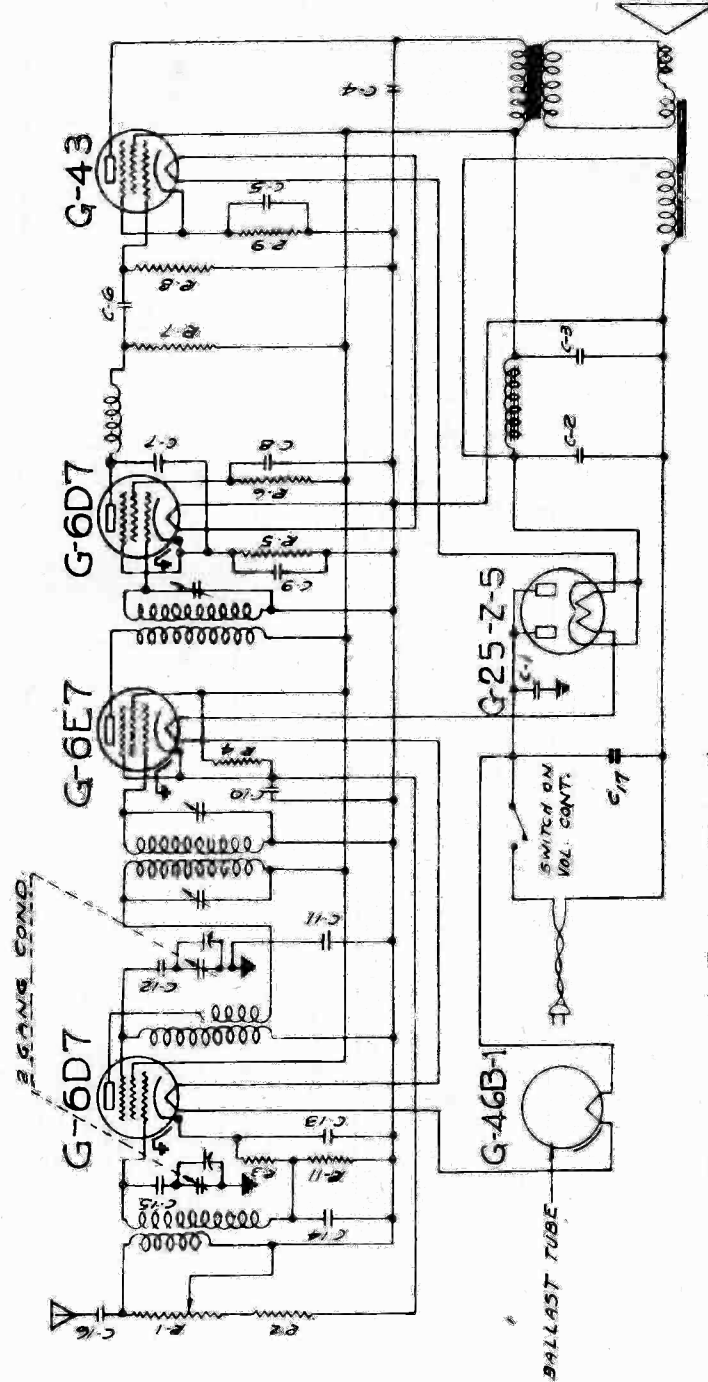 G-43
G-6D7
G-6E7
G-6D7
2 GANG COND.
G-25-Z-5
G-46B-1
BALLAST TUBE
SWITCH ON
VOL. CONT.
C-1
C-2
C-3
C-4
C-5
C-6
C-7
C-8
C-9
C-10
C-11
C-12
C-13
C-14
C-15
C-16
C17
R-1
R-2
R-3
R-4
R-5
R-6
R-7
R-8
R-9
R-11